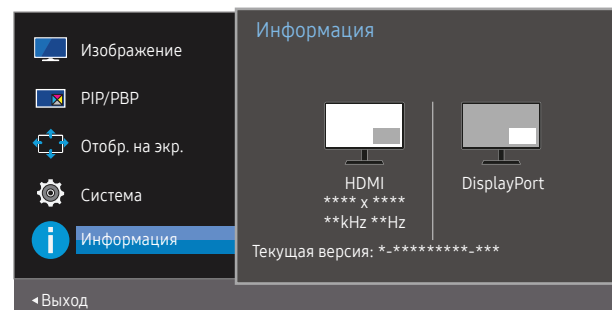 Изображение
PIP/PBP
Отобр. на экр.
Система
Информация
Выход
Информация
HDMI
**** x ****
**kHz **Hz
DisplayPort
Текущая версия: *-*********-***